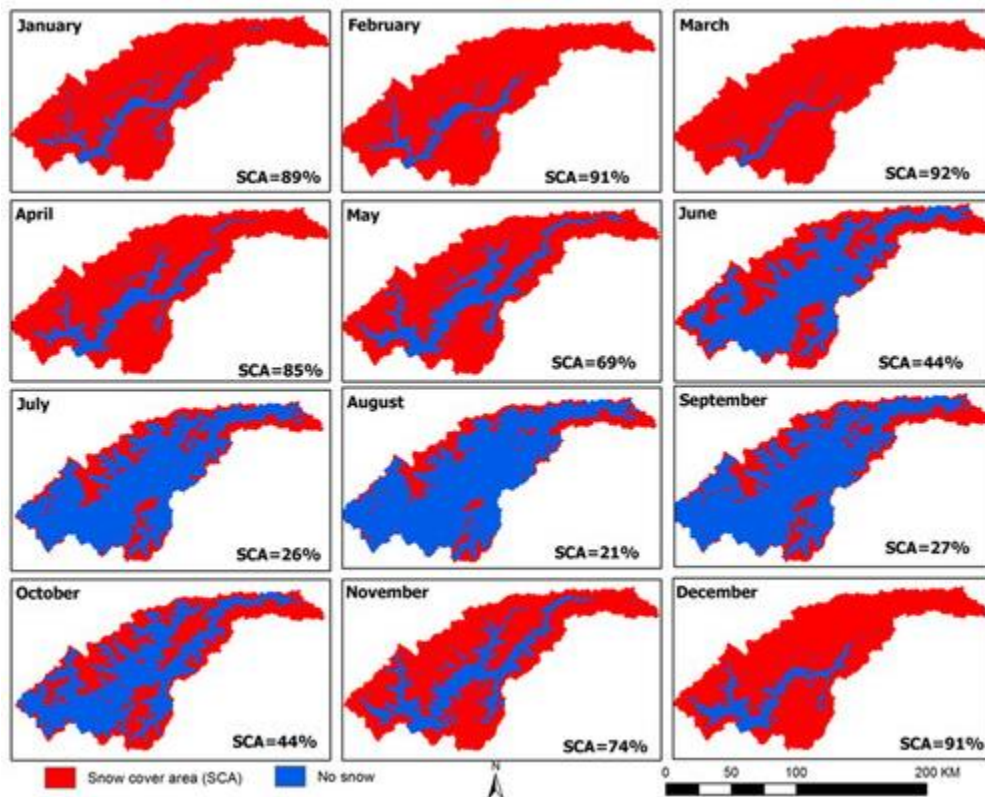 January
SCA=89%
February
SCA=91%
March
SCA=92%
April
SCA=85%
May
SCA=69%
June
SCA=44%
July
SCA=26%
August
SCA=21%
September
SCA=27%
October
SCA=44%
November
SCA=74%
December
SCA=91%
Snow cover area (SCA)
No snow
N
0 50 100 200 KM